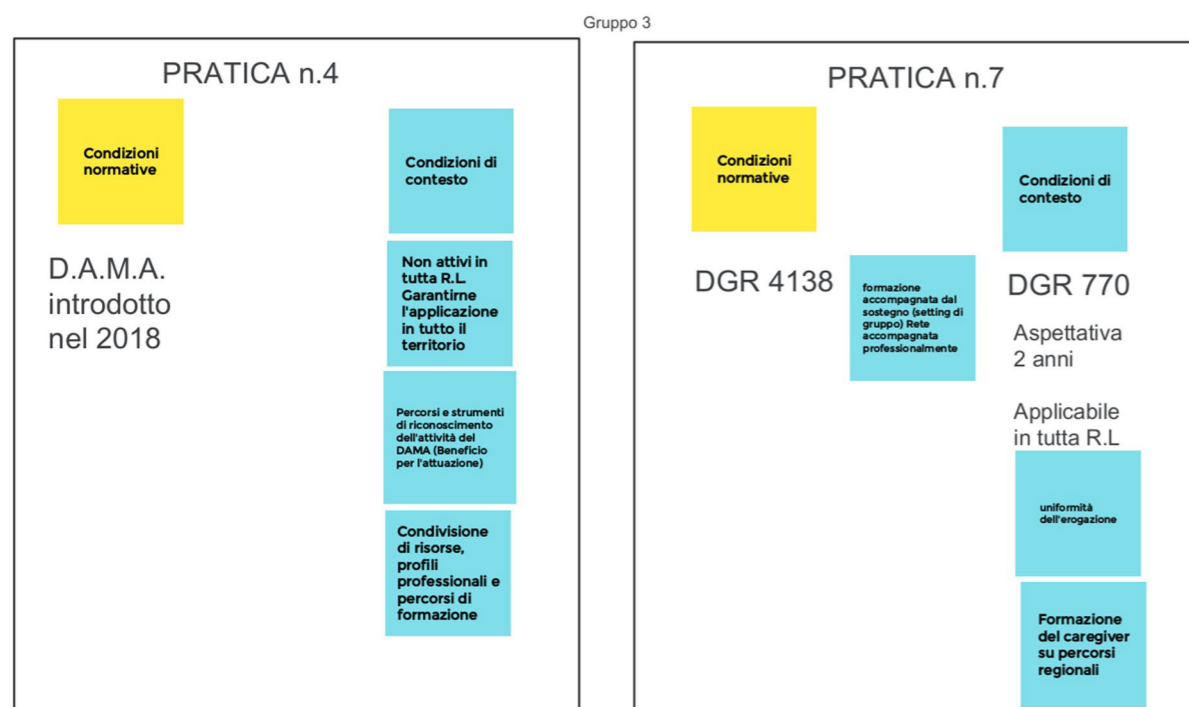 Gruppo 3
PRATICA n.4
Condizioni
normative
Condizioni di
contesto
D.A.M.A.
introdotto
nel 2018
Non attivi in
tutta R.L.
Garantirne
l'applicazione
in tutto il
territorio
Percorsi e strumenti
di riconoscimento
dell'attività del
DAMA (Beneficio
per l'attuazione)
Condivisione
di risorse,
profili
professionali e
percorsi di
formazione
PRATICA n.7
Condizioni
normative
Condizioni di
contesto
DGR 4138
formazione
accompagnata dal
sostegno (setting di
gruppo) Rete
accompagnata
professionalmente
DGR 770
Aspettativa
2 anni
Applicabile
in tutta R.L
uniformità
dell'erogazione
Formazione
del caregiver
su percorsi
regionali